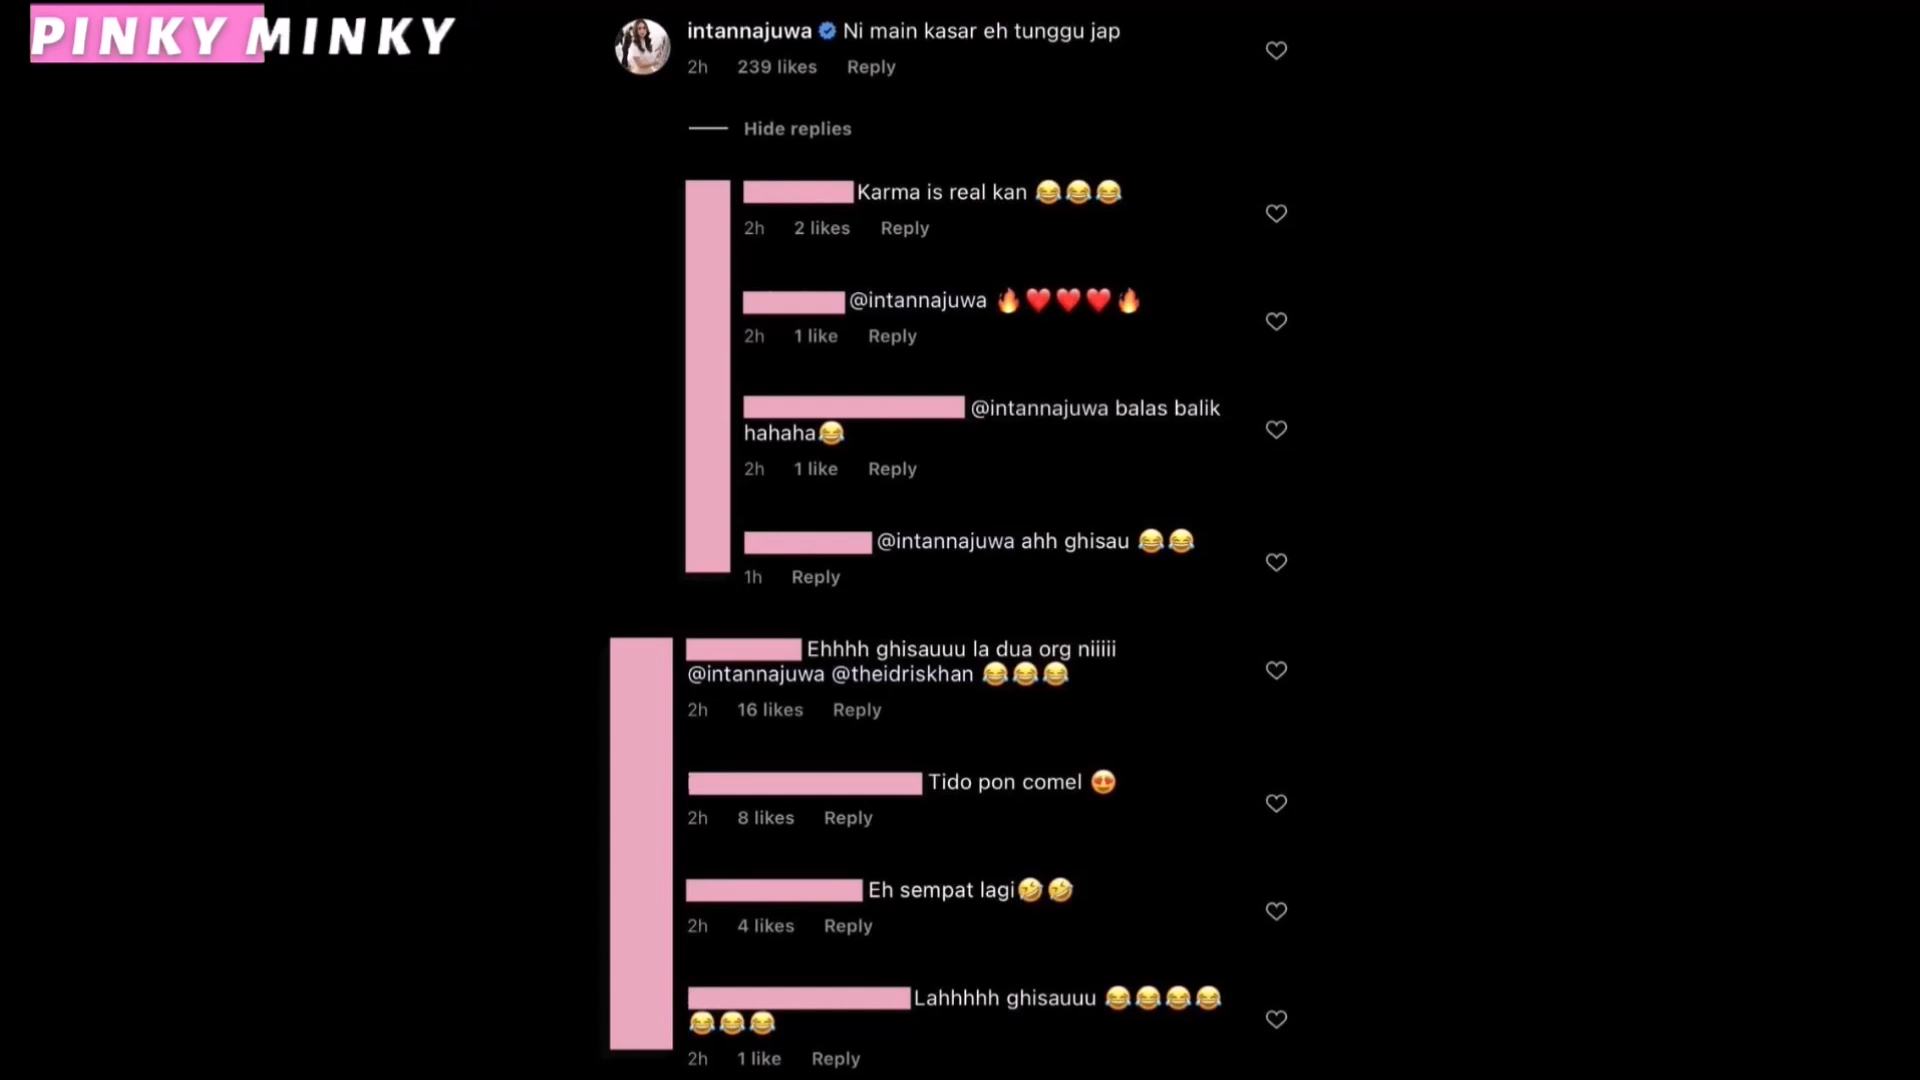 PINKY MINKY
intannajuwa Ni main kasar eh tunggu jap
2h 239 likes Reply
Hide replies
Karma is real kan 😂😂😂
2h 2 likes Reply
@intannajuwa 🔥❤️❤️❤️🔥
2h 1 like Reply
@intannajuwa balas balik
hahaha😂
2h 1 like Reply
@intannajuwa ahh ghisau 😂😂
1h Reply
Ehhhh ghisauuu la dua org niiiii
@intannajuwa @theidriskhan 😂😂😂
2h 16 likes Reply
Tido pon comel 😍
2h 8 likes Reply
Eh sempat lagi🤣🤣
2h 4 likes Reply
Lahhhhh ghisauuu 😂😂😂😂
😂😂😂
2h 1 like Reply